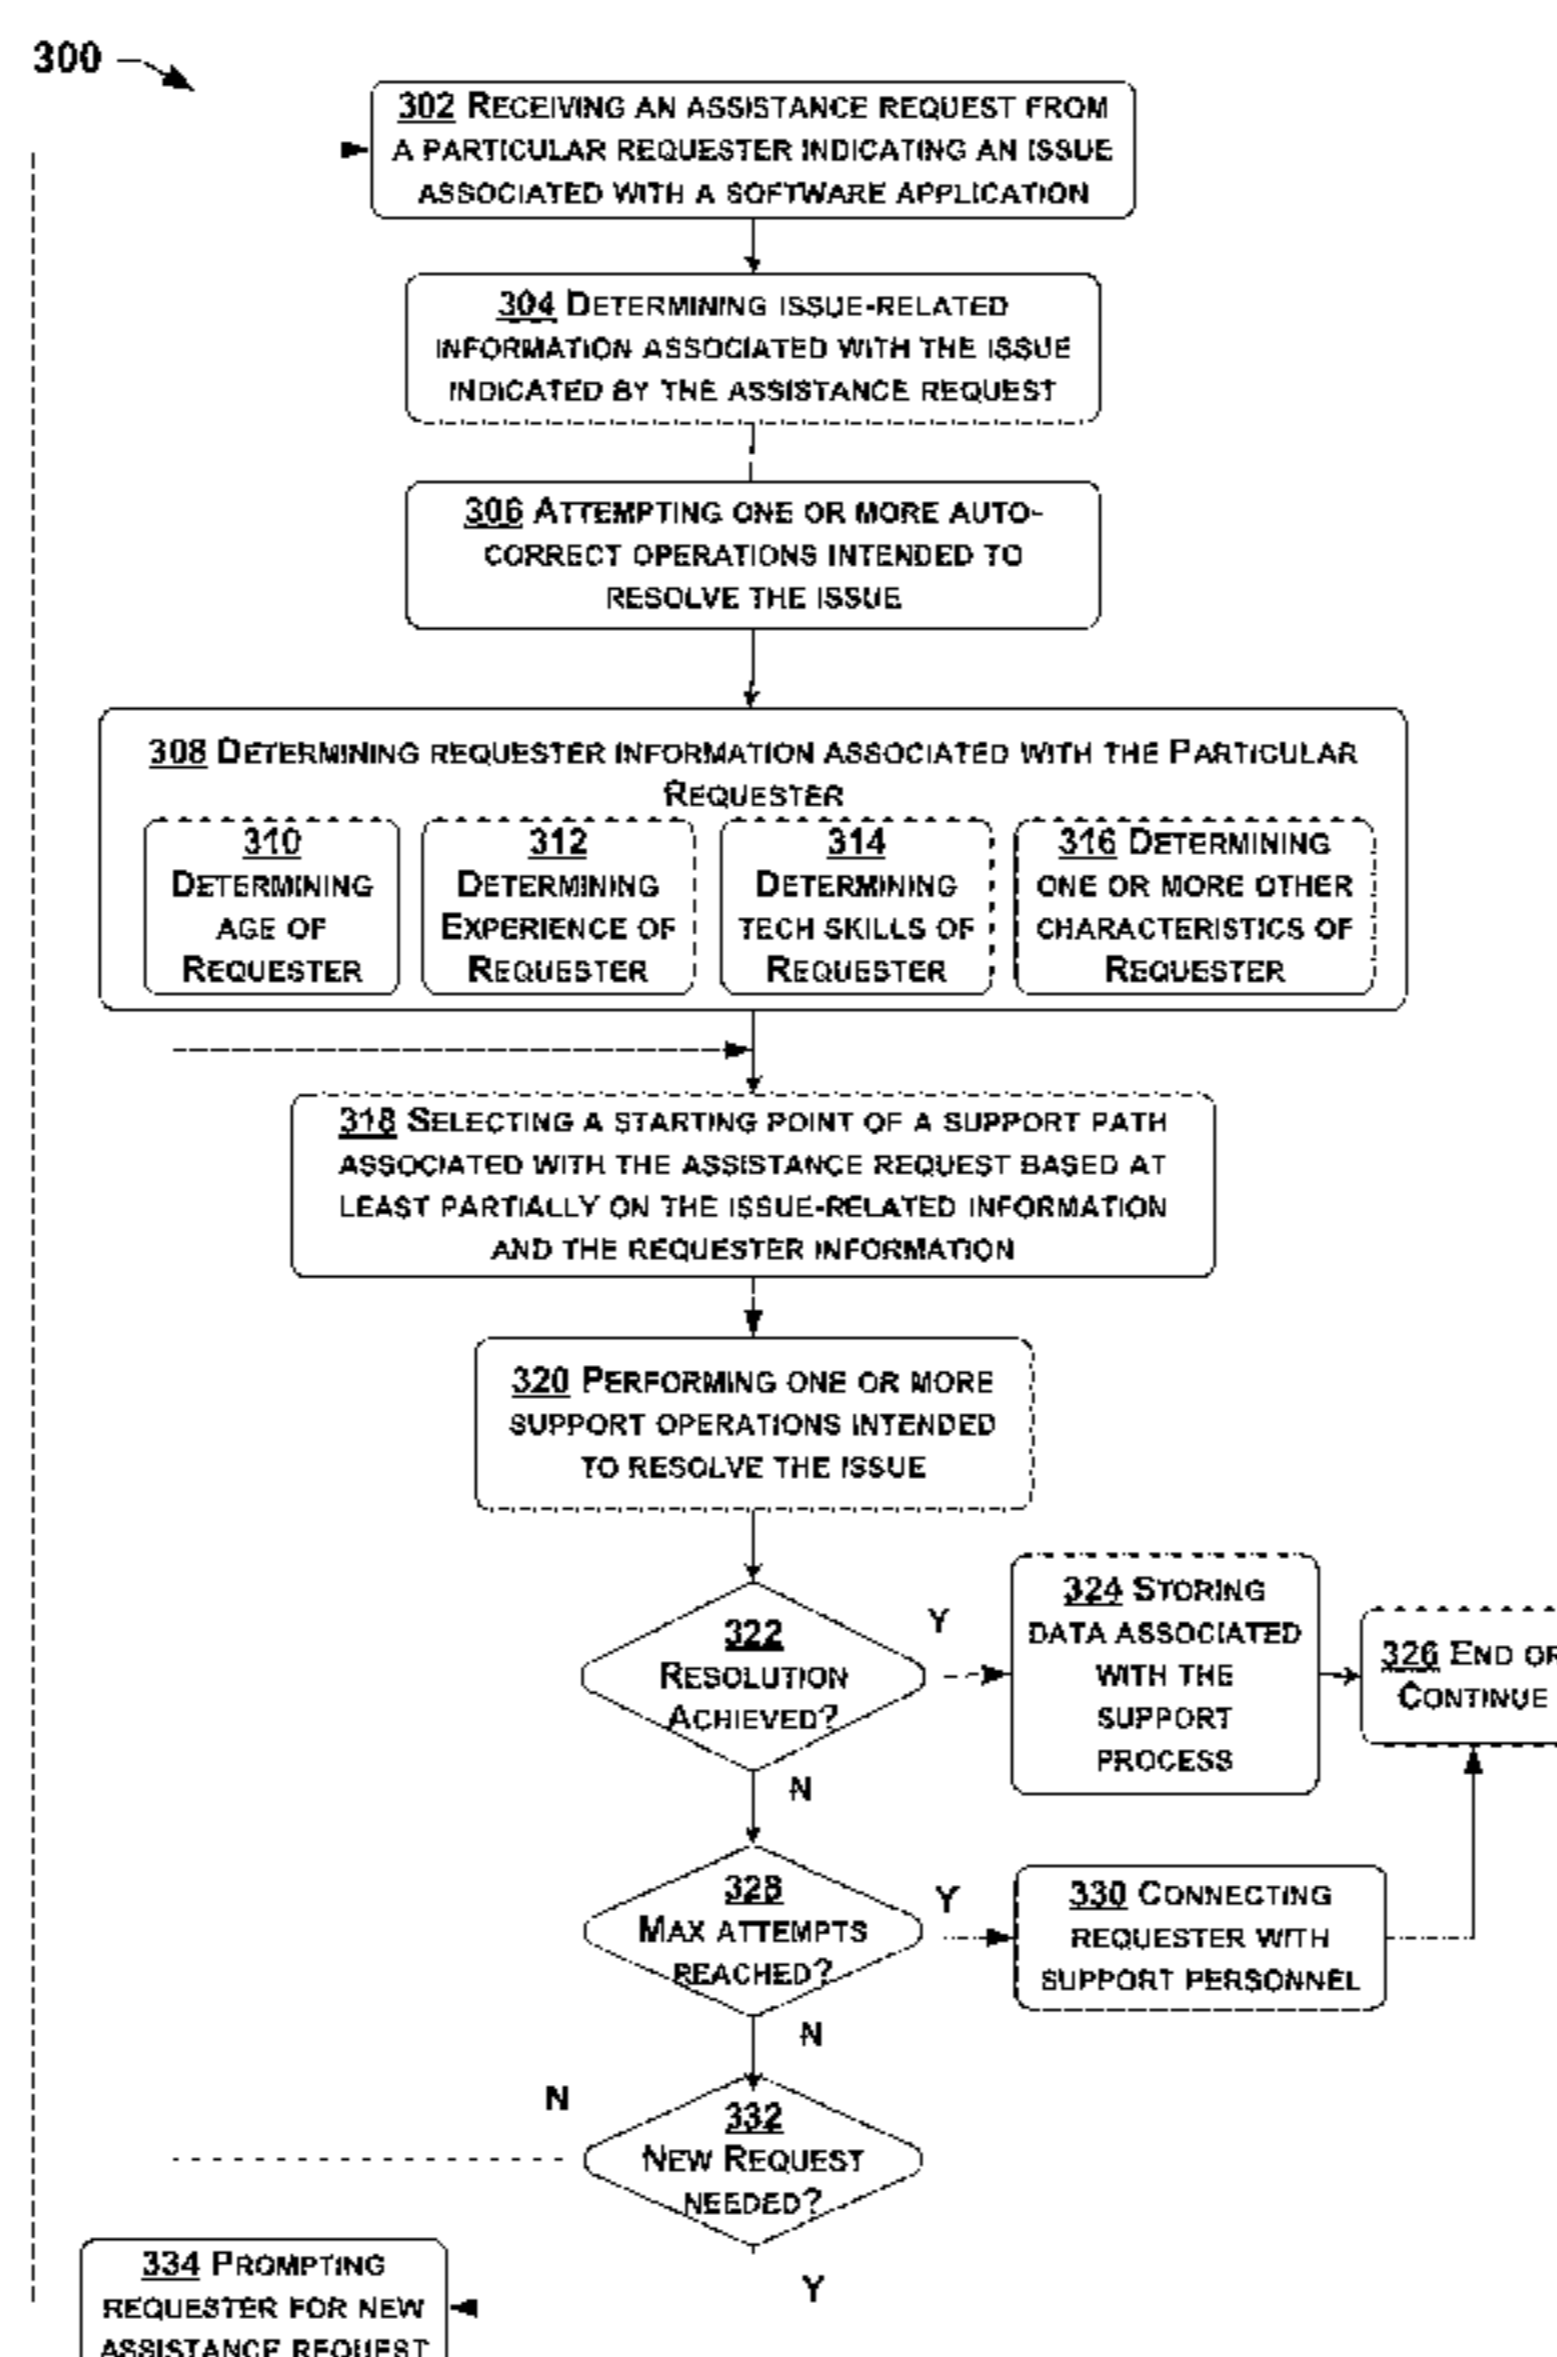 300
302 RECEIVING AN ASSISTANCE REQUEST FROM
A PARTICULAR REQUESTER INDICATING AN ISSUE
ASSOCIATED WITH A SOFTWARE APPLICATION
304 DETERMINING ISSUE-RELATED
INFORMATION ASSOCIATED WITH THE ISSUE
INDICATED BY THE ASSISTANCE REQUEST
306 ATTEMPTING ONE OR MORE AUTO-
CORRECT OPERATIONS INTENDED TO
RESOLVE THE ISSUE
308 DETERMINING REQUESTER INFORMATION ASSOCIATED WITH THE PARTICULAR
REQUESTER
310
DETERMINING
AGE OF
REQUESTER
312
DETERMINING
EXPERIENCE OF
REQUESTER
314
DETERMINING
TECH SKILLS OF
REQUESTER
316 DETERMINING
ONE OR MORE OTHER
CHARACTERISTICS OF
REQUESTER
318 SELECTING A STARTING POINT OF A SUPPORT PATH
ASSOCIATED WITH THE ASSISTANCE REQUEST BASED AT
LEAST PARTIALLY ON THE ISSUE-RELATED INFORMATION
AND THE REQUESTER INFORMATION
320 PERFORMING ONE OR MORE
SUPPORT OPERATIONS INTENDED
TO RESOLVE THE ISSUE
322
RESOLUTION
ACHIEVED?
Y
324 STORING
DATA ASSOCIATED
WITH THE
SUPPORT
PROCESS
326 END OR
CONTINUE
N
328
MAX ATTEMPTS
REACHED?
Y
330 CONNECTING
REQUESTER WITH
SUPPORT PERSONNEL
N
N
332
NEW REQUEST
NEEDED?
Y
334 PROMPTING
REQUESTER FOR NEW
ASSISTANCE REQUEST